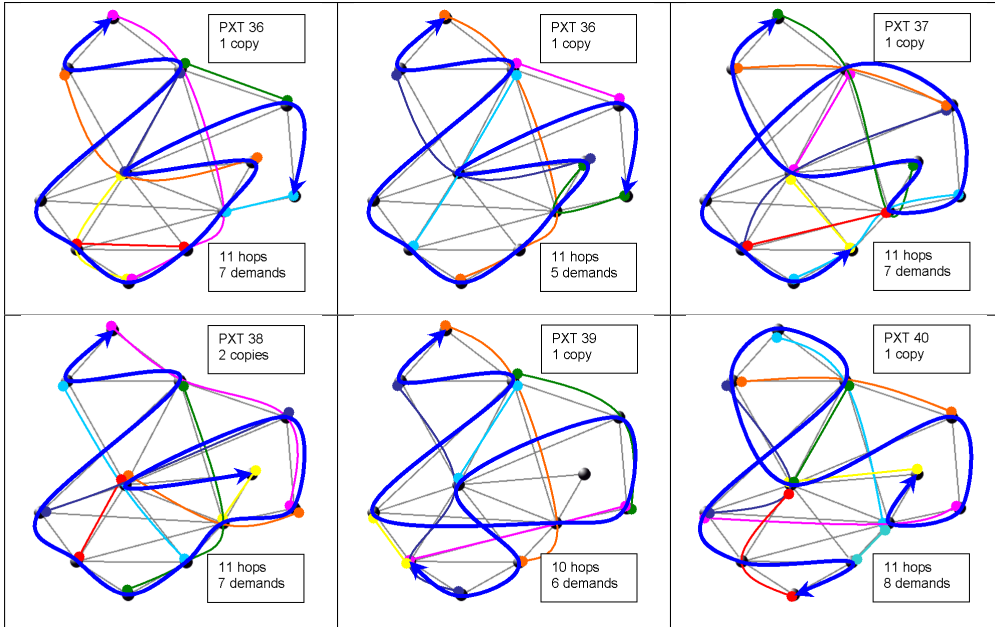 PXT 36
1 copy
11 hops
7 demands
PXT 36
1 copy
11 hops
5 demands
PXT 37
1 copy
11 hops
7 demands
PXT 38
2 copies
11 hops
7 demands
PXT 39
1 copy
10 hops
6 demands
PXT 40
1 copy
11 hops
8 demands